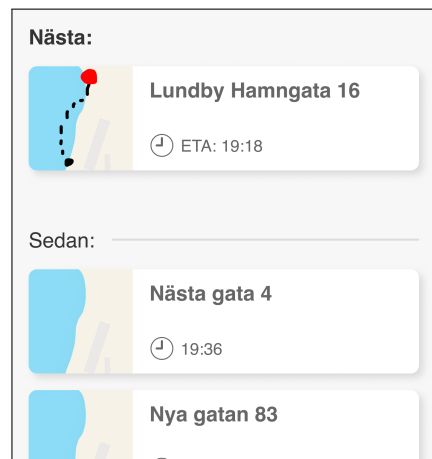 Nästa:
Lundby Hamngata 16
ETA: 19:18
Sedan:
Nästa gata 4
19:36
Nya gatan 83